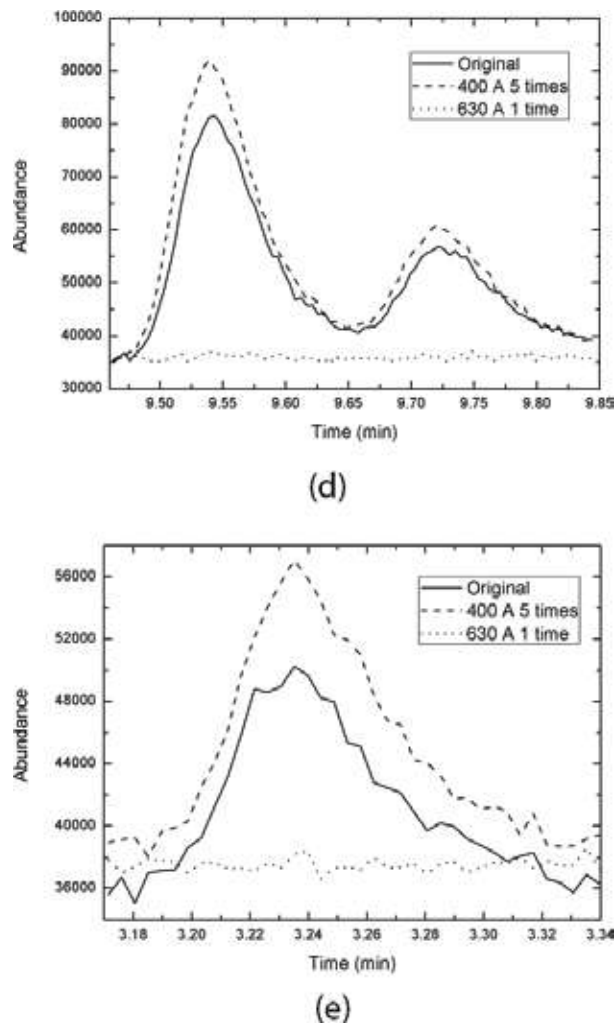 100000
90000
80000
70000
60000
50000
40000
30000
Abundance
Original
400 A 5 times
630 A 1 time
9.50 9.55 9.60 9.65 9.70 9.75 9.80 9.85
Time (min)
(d)
56000
52000
48000
44000
40000
36000
Abundance
Original
400 A 5 times
630 A 1 time
3.18 3.20 3.22 3.24 3.26 3.28 3.30 3.32 3.34
Time (min)
(e)